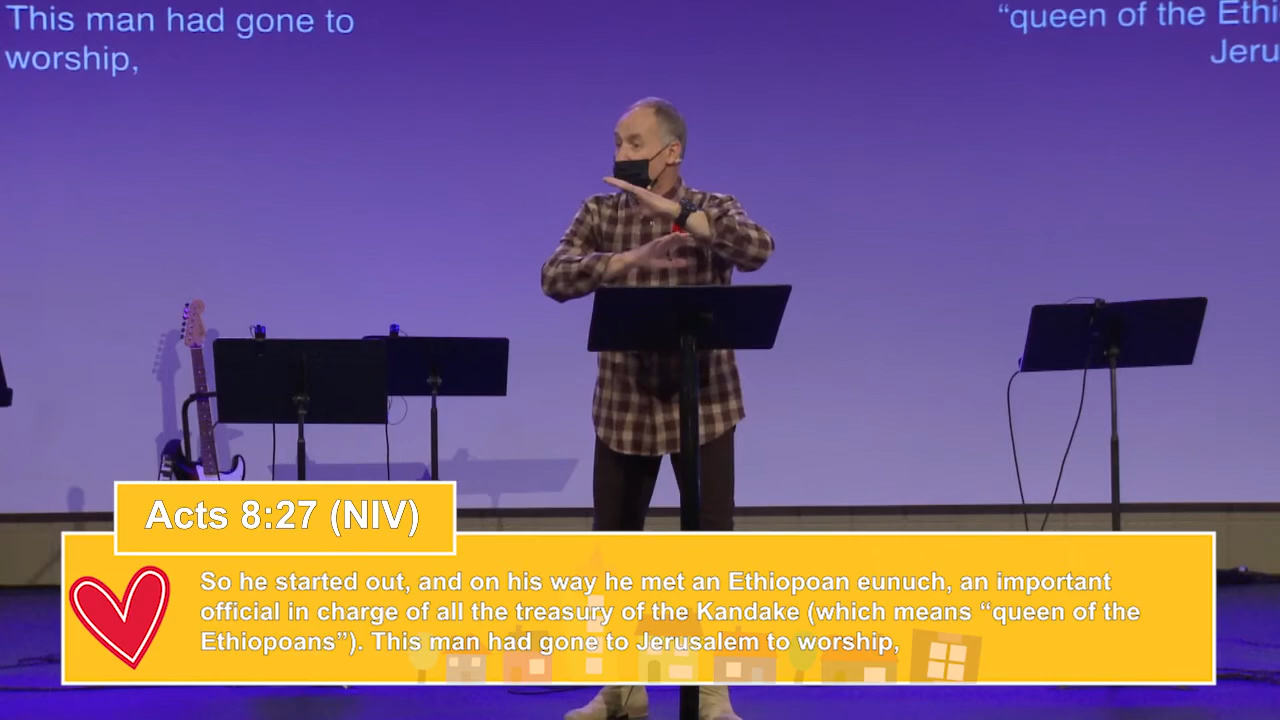 This man had gone to
worship,
“queen of the Ethi
Jeru
Acts 8:27 (NIV)
So he started out, and on his way he met an Ethiopoan eunuch, an important
official in charge of all the treasury of the Kandake (which means “queen of the
Ethiopoans”). This man had gone to Jerusalem to worship,